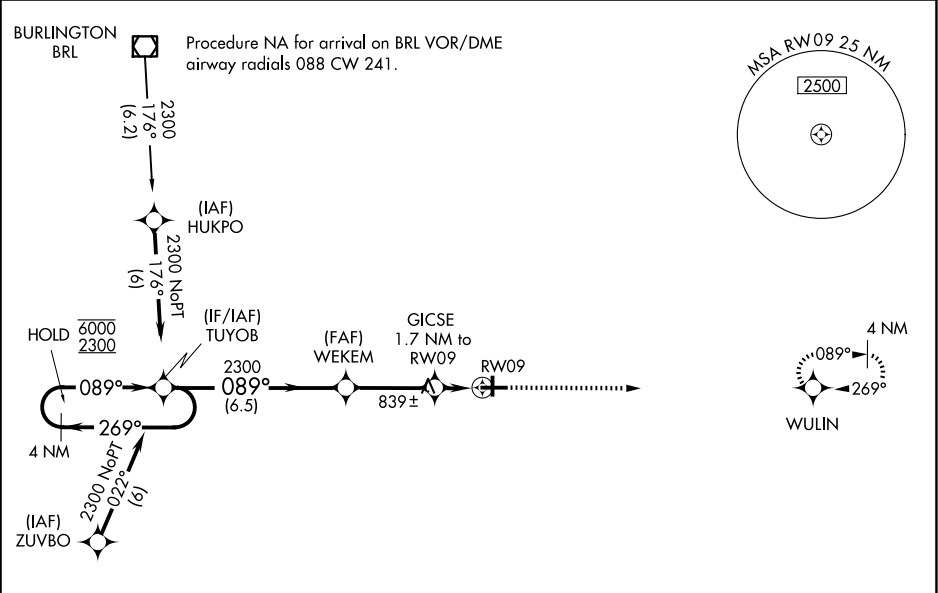 BURLINGTON
BRL
Procedure NA for arrival on BRL VOR/DME
airway radials 088 CW 241.
MSA RW09 25 NM
2500
2300
176°
(6.2)
(IAF)
HUKPO
2300 NoPT
176°
(6)
HOLD
6000
2300
(IF/IAF)
TUYOB
089°
269°
4 NM
2300
089°
(6.5)
(FAF)
WEKEM
GICSE
1.7 NM to
RW09
839±
RW09
4 NM
089°
269°
WULIN
2300 NoPT
022°
(6)
(IAF)
ZUVBO